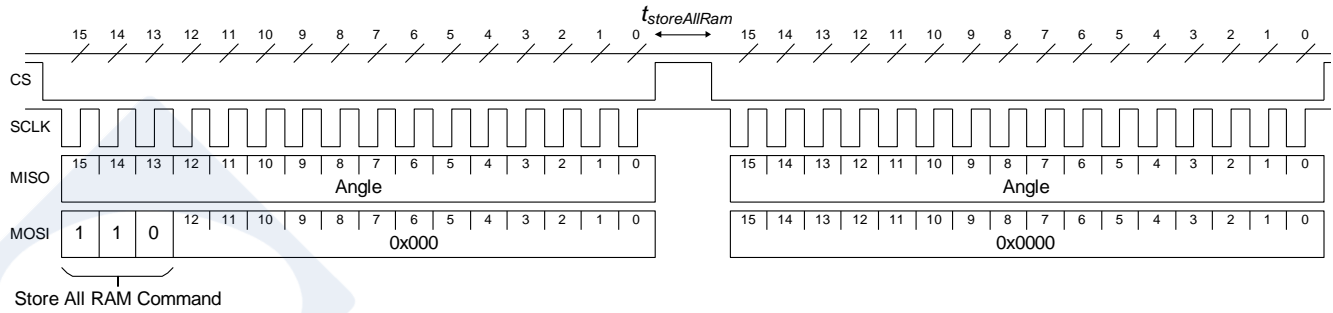 t_storeAllRam
15 14 13 12 11 10 9 8 7 6 5 4 3 2 1 0 15 14 13 12 11 10 9 8 7 6 5 4 3 2 1 0
CS
SCLK
15 14 13 12 11 10 9 8 7 6 5 4 3 2 1 0 15 14 13 12 11 10 9 8 7 6 5 4 3 2 1 0
MISO Angle Angle
12 11 10 9 8 7 6 5 4 3 2 1 0 15 14 13 12 11 10 9 8 7 6 5 4 3 2 1 0
MOSI 1 1 0 0x000 0x0000
Store All RAM Command